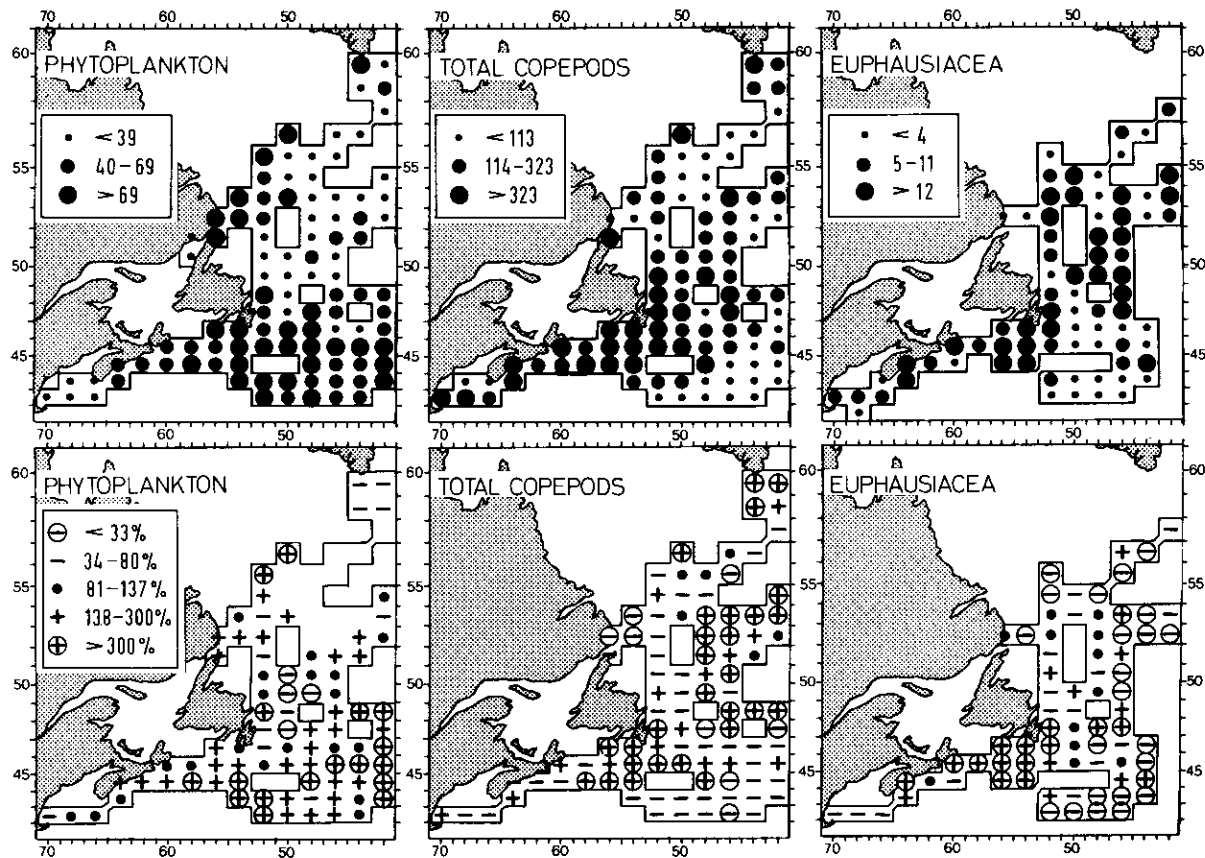 70 60 50
70 60 50
70 60 50
60 PHYTOPLANKTON
TOTAL COPEPODS
EUPHAUSIACEA 60
< 39
40-69
> 69
< 113
114-323
> 323
< 4
5-11
> 12
55 55
50 50
45 45
70 60 50
70 60 50
70 60 50
60 PHYTOPLANKTON
TOTAL COPEPODS
EUPHAUSIACEA 60
< 33%
34-80%
81-137%
138-300%
> 300%
55 55
50 50
45 45
70 60 50
70 60 50
70 60 50